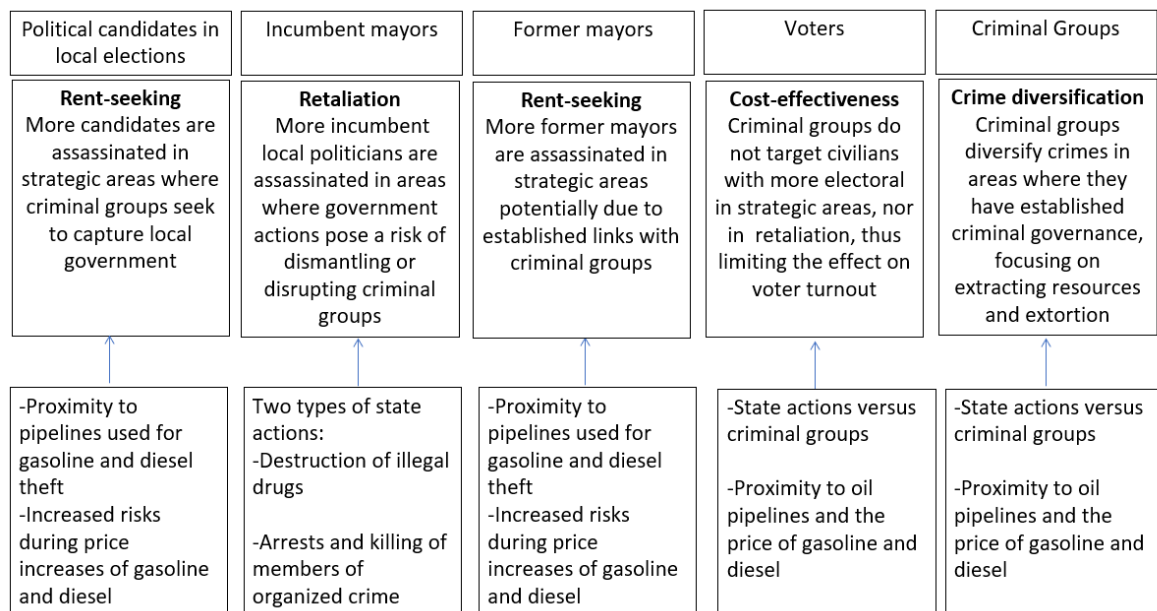 Political candidates in
local elections
Incumbent mayors
Former mayors
Voters
Criminal Groups
Rent-seeking
More candidates are
assassinated in
strategic areas where
criminal groups seek
to capture local
government
Retaliation
More incumbent
local politicians are
assassinated in areas
where government
actions pose a risk of
dismantling or
disrupting criminal
groups
Rent-seeking
More former mayors
are assassinated in
strategic areas
potentially due to
established links with
criminal groups
Cost-effectiveness
Criminal groups do
not target civilians
with more electoral
in strategic areas, nor
in retaliation, thus
limiting the effect on
voter turnout
Crime diversification
Criminal groups
diversify crimes in
areas where they
have established
criminal governance,
focusing on
extracting resources
and extortion
-Proximity to
pipelines used for
gasoline and diesel
theft
-Increased risks
during price
increases of gasoline
and diesel
Two types of state
actions:
-Destruction of illegal
drugs
-Arrests and killing of
members of
organized crime
-Proximity to
pipelines used for
gasoline and diesel
theft
-Increased risks
during price
increases of gasoline
and diesel
-State actions versus
criminal groups
-Proximity to oil
pipelines and the
price of gasoline and
diesel
-State actions versus
criminal groups
-Proximity to oil
pipelines and the
price of gasoline and
diesel